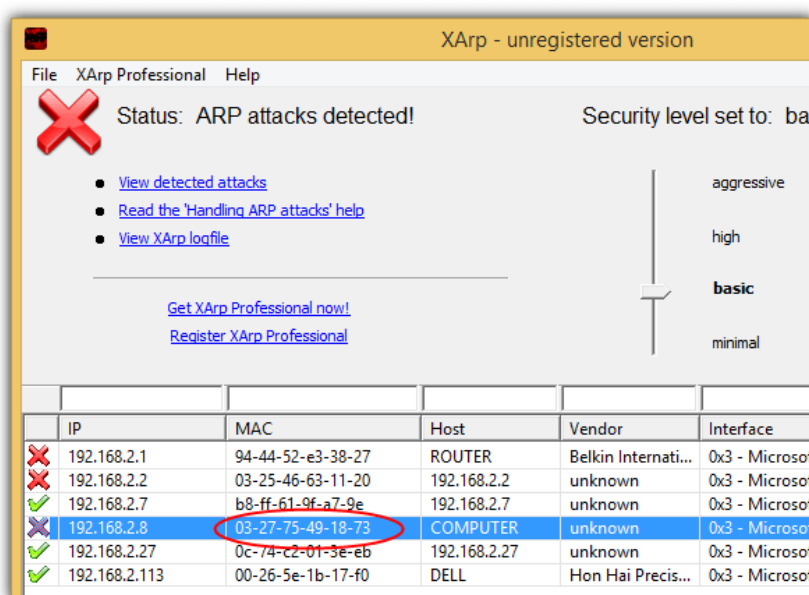 XArp - unregistered version
File XArp Professional Help
Status: ARP attacks detected!
Security level set to: ba
View detected attacks
Read the 'Handling ARP attacks' help
View XArp logfile
Get XArp Professional now!
Register XArp Professional
aggressive
high
basic
minimal
IP MAC Host Vendor Interface
192.168.2.1 94-44-52-e3-38-27 ROUTER Belkin Internati... 0x3 - Microso
192.168.2.2 03-25-46-63-11-20 192.168.2.2 unknown 0x3 - Microso
192.168.2.7 b8-ff-61-9f-a7-9e 192.168.2.7 unknown 0x3 - Microso
192.168.2.8 03-27-75-49-18-73 COMPUTER unknown 0x3 - Microso
192.168.2.27 0c-74-c2-01-3e-eb 192.168.2.27 unknown 0x3 - Microso
192.168.2.113 00-26-5e-1b-17-f0 DELL Hon Hai Precis... 0x3 - Microso